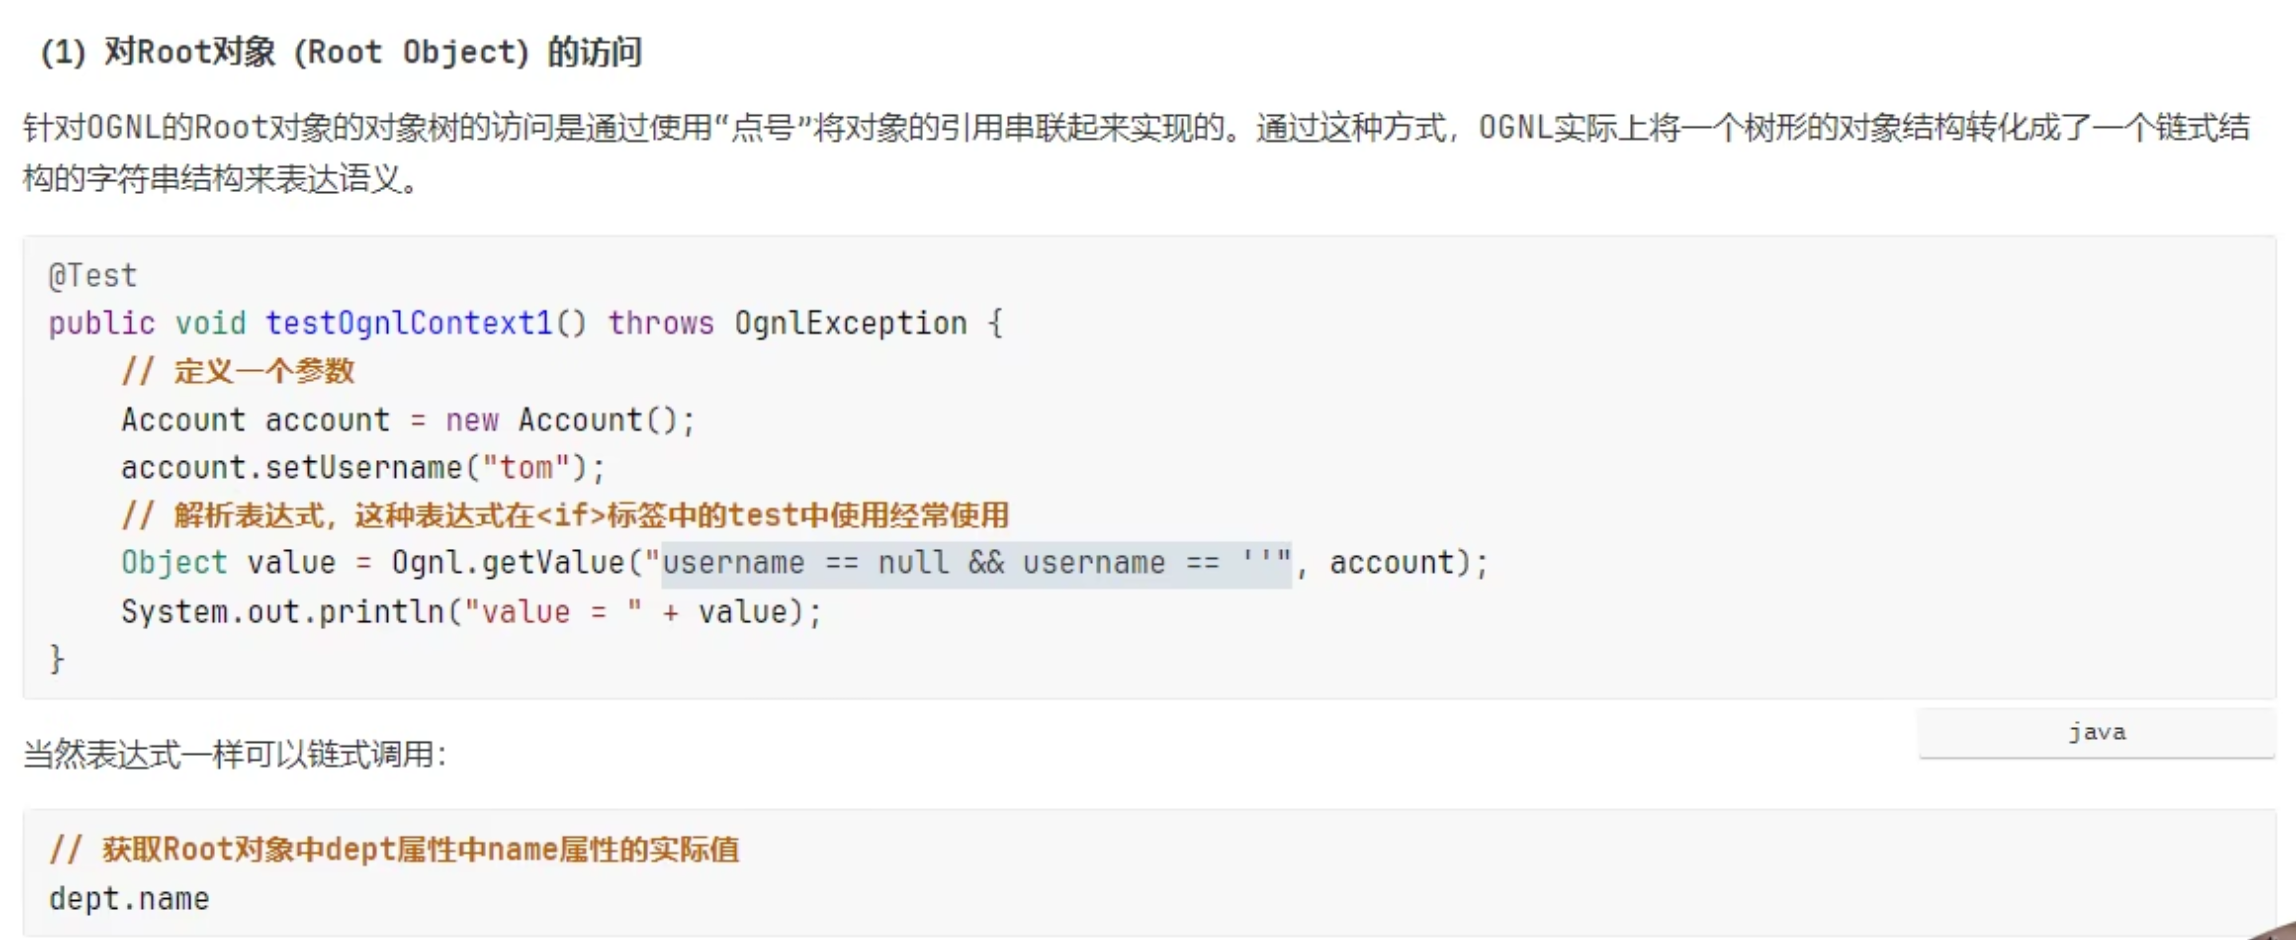 (1) 对Root对象 (Root Object) 的访问
针对OGNL的Root对象的对象树的访问是通过使用“点号”将对象的引用串联起来实现的。通过这种方式，OGNL实际上将一个树形的对象结构转化成了一个链式结
构的字符串结构来表达语义。
@Test
public void testOgnlContext1() throws OgnlException {
    // 定义一个参数
    Account account = new Account();
    account.setUsername("tom");
    // 解析表达式，这种表达式在<if>标签中的test中使用经常使用
    Object value = Ognl.getValue("username == null && username == ''", account);
    System.out.println("value = " + value);
}
java
当然表达式一样可以链式调用：
// 获取Root对象中dept属性中name属性的实际值
dept.name